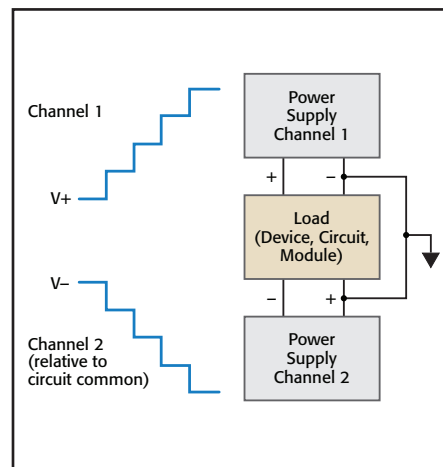 Channel 1
V+
Power
Supply
Channel 1
+ –
Load
(Device, Circuit,
Module)
V–
– +
Channel 2
(relative to
circuit common)
Power
Supply
Channel 2